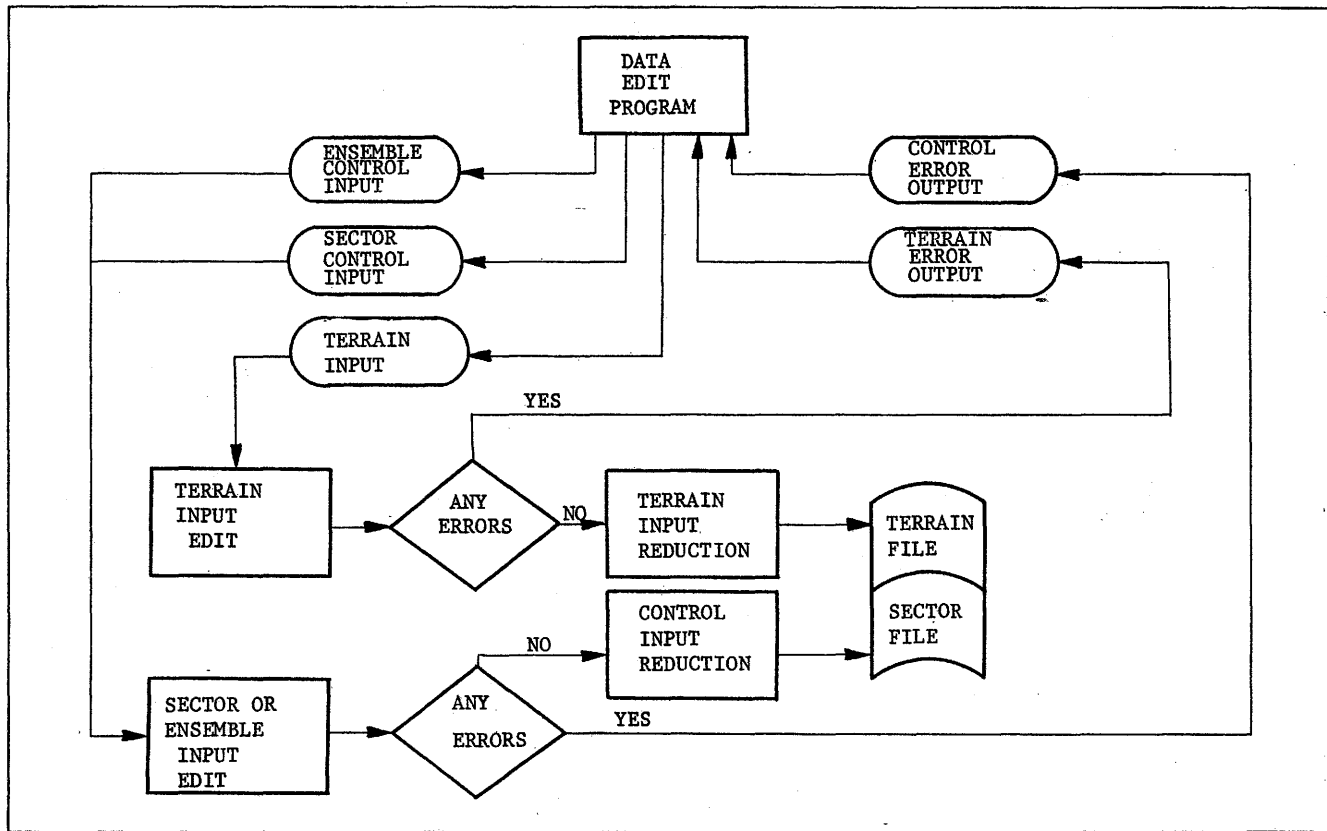 DATA
EDIT
PROGRAM
ENSEMBLE
CONTROL
INPUT
CONTROL
ERROR
OUTPUT
SECTOR
CONTROL
INPUT
TERRAIN
ERROR
OUTPUT
TERRAIN
INPUT
YES
TERRAIN
INPUT
EDIT
ANY
ERRORS
NO
TERRAIN
INPUT
REDUCTION
TERRAIN
FILE
SECTOR OR
ENSEMBLE
INPUT
EDIT
ANY
ERRORS
NO
YES
CONTROL
INPUT
REDUCTION
SECTOR
FILE